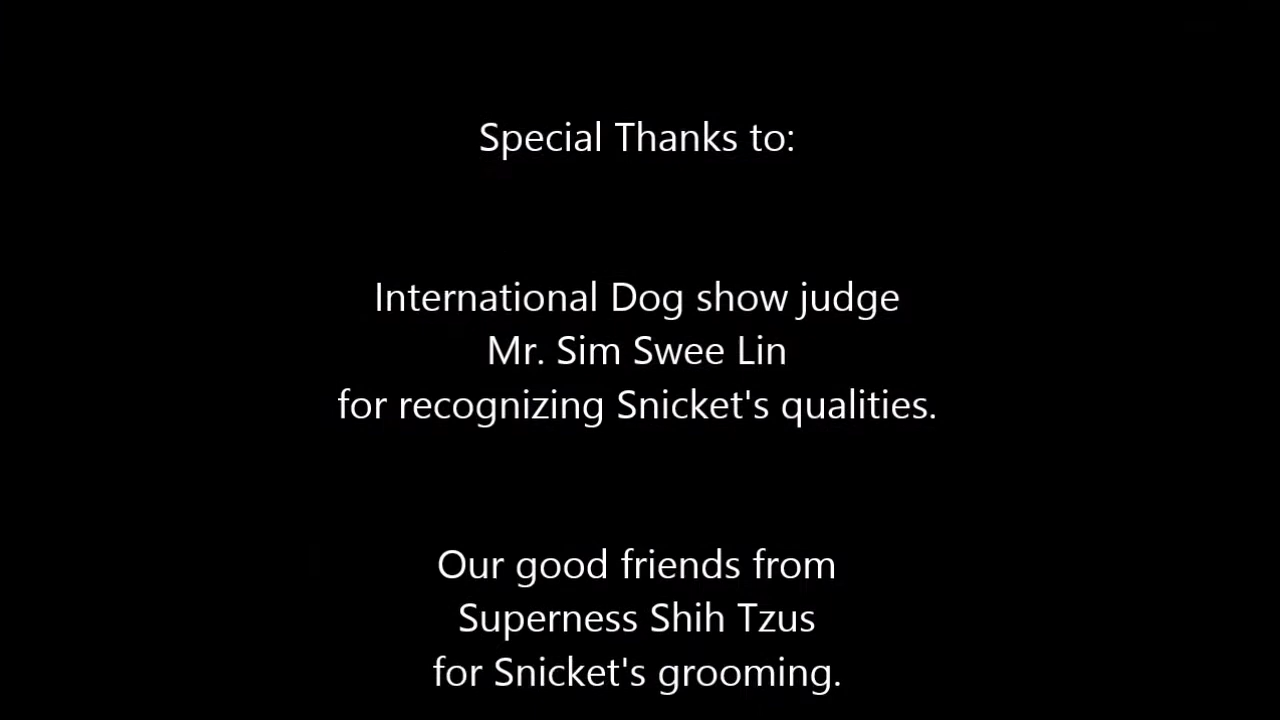 Special Thanks to:
International Dog show judge
Mr. Sim Swee Lin
for recognizing Snicket's qualities.
Our good friends from
Superness Shih Tzus
for Snicket's grooming.